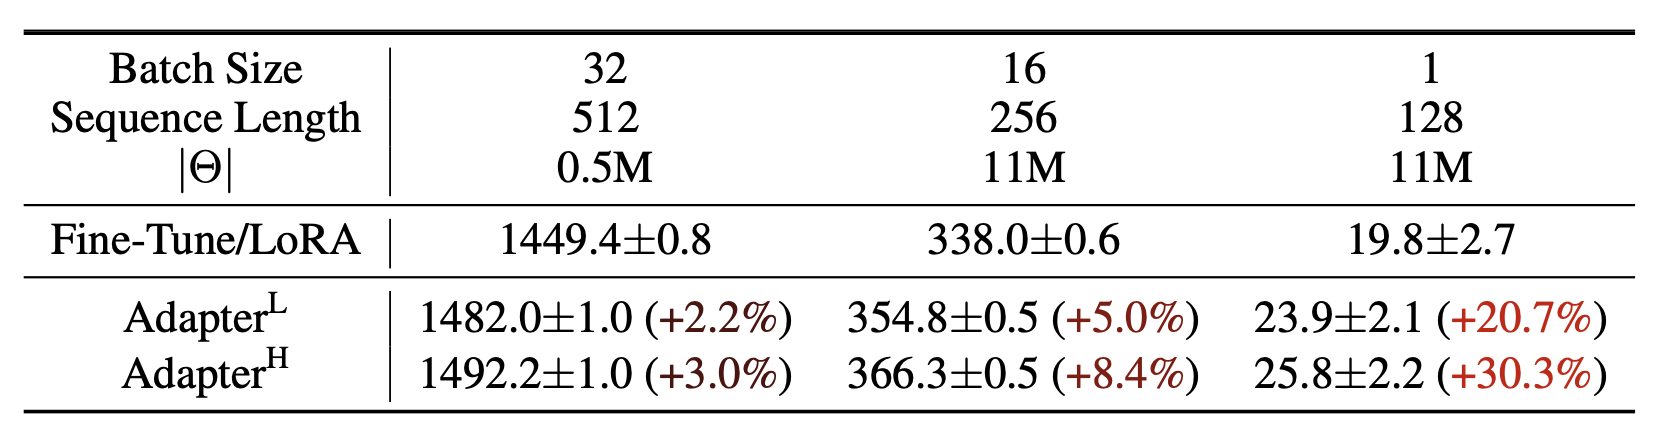 Batch Size 32 16 1
Sequence Length 512 256 128
|Θ| 0.5M 11M 11M
Fine-Tune/LoRA 1449.4±0.8 338.0±0.6 19.8±2.7
Adapterᴸ 1482.0±1.0 (+2.2%) 354.8±0.5 (+5.0%) 23.9±2.1 (+20.7%)
Adapterᴴ 1492.2±1.0 (+3.0%) 366.3±0.5 (+8.4%) 25.8±2.2 (+30.3%)